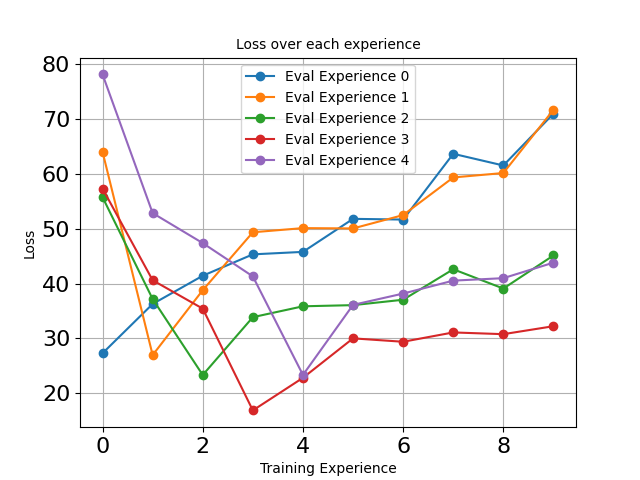 Loss over each experience
80
70
60
50
40
30
20
Loss
Eval Experience 0
Eval Experience 1
Eval Experience 2
Eval Experience 3
Eval Experience 4
0 2 4 6 8
Training Experience